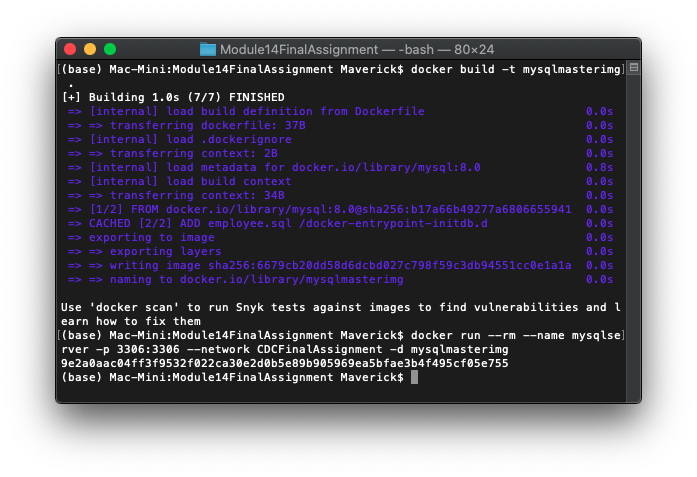 Module14FinalAssignment — -bash — 80×24
(base) Mac-Mini:Module14FinalAssignment Maverick$ docker build -t mysqlmasterimg
.
[+] Building 1.0s (7/7) FINISHED
=> [internal] load build definition from Dockerfile 0.0s
=> => transferring dockerfile: 37B 0.0s
=> [internal] load .dockerignore 0.0s
=> => transferring context: 2B 0.0s
=> [internal] load metadata for docker.io/library/mysql:8.0 0.8s
=> [internal] load build context 0.0s
=> => transferring context: 34B 0.0s
=> [1/2] FROM docker.io/library/mysql:8.0@sha256:b17a66b49277a6806655941 0.0s
=> CACHED [2/2] ADD employee.sql /docker-entrypoint-initdb.d 0.0s
=> exporting to image 0.0s
=> => exporting layers 0.0s
=> => writing image sha256:6679cb20dd58d6dcbd027c798f59c3db94551cc0e1a1a 0.0s
=> => naming to docker.io/library/mysqlmasterimg 0.0s
Use 'docker scan' to run Snyk tests against images to find vulnerabilities and l
earn how to fix them
(base) Mac-Mini:Module14FinalAssignment Maverick$ docker run --rm --name mysqlse
rver -p 3306:3306 --network CDCFinalAssignment -d mysqlmasterimg
9e2a0aac04ff3f9532f022ca30e2d0b5e89b905969ea5bfae3b4f495cf05e755
(base) Mac-Mini:Module14FinalAssignment Maverick$